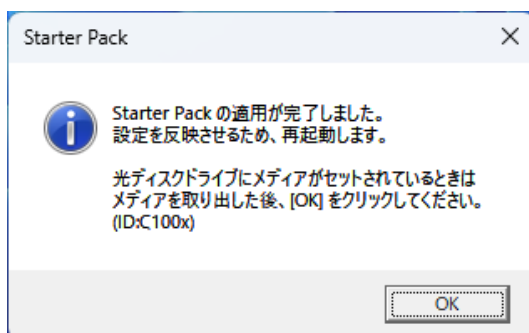 Starter Pack
Starter Pack の適用が完了しました。
設定を反映させるため、再起動します。
光ディスクドライブにメディアがセットされているときは
メディアを取り出した後、[OK] をクリックしてください。
(ID:C100x)
OK